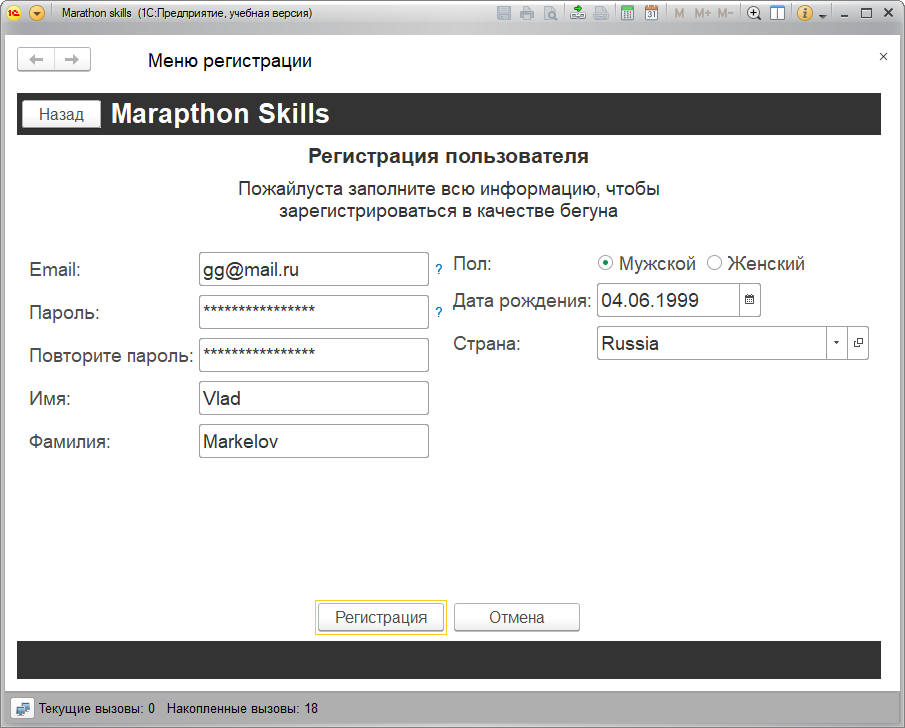 Marathon skills (1С:Предприятие, учебная версия)
M M+ M-
Меню регистрации
Назад
Marapthon Skills
Регистрация пользователя
Пожайлуста заполните всю информацию, чтобы
зарегистрироваться в качестве бегуна
Email: gg@mail.ru ?
Пароль: **************** ?
Повторите пароль: ****************
Имя: Vlad
Фамилия: Markelov
Пол: Мужской Женский
Дата рождения: 04.06.1999
Страна: Russia
Регистрация Отмена
Текущие вызовы: 0 Накопленные вызовы: 18